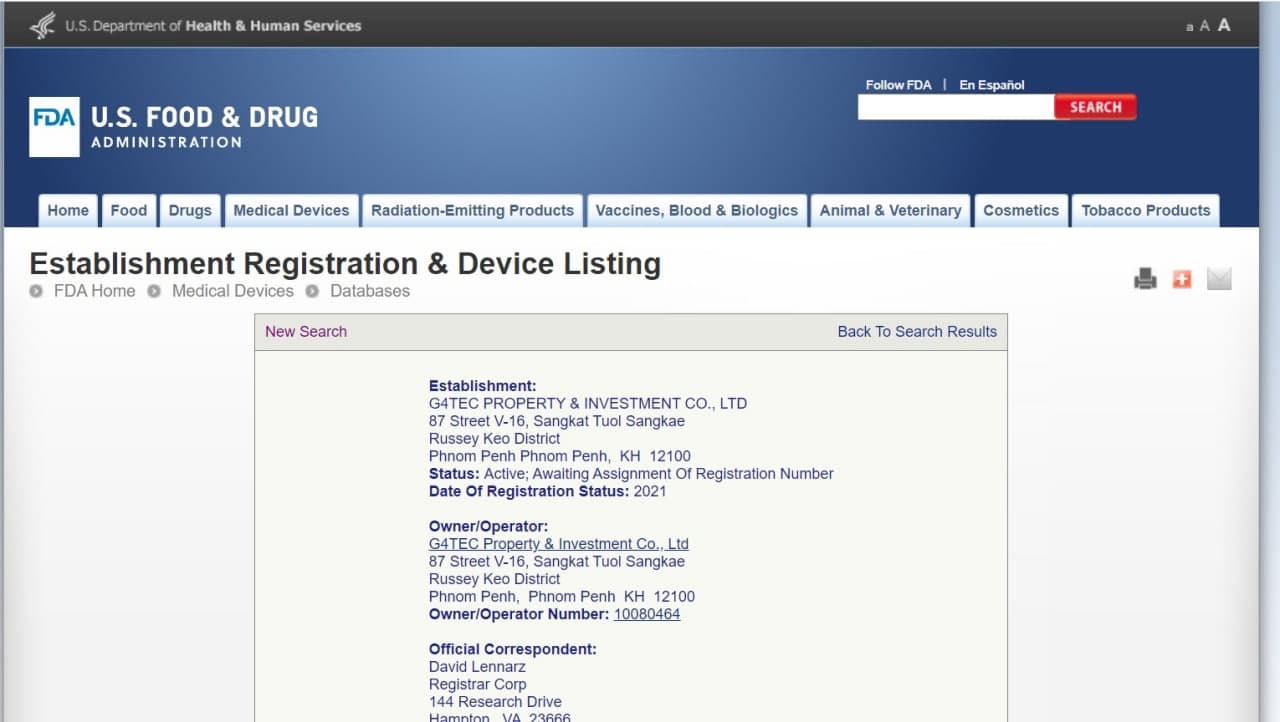 U.S. Department of Health & Human Services
a A A
Follow FDA | En Español
SEARCH
FDA
U.S. FOOD & DRUG
ADMINISTRATION
Home Food Drugs Medical Devices Radiation-Emitting Products Vaccines, Blood & Biologics Animal & Veterinary Cosmetics Tobacco Products
Establishment Registration & Device Listing
FDA Home Medical Devices Databases
New Search Back To Search Results
Establishment:
G4TEC PROPERTY & INVESTMENT CO., LTD
87 Street V-16, Sangkat Tuol Sangkae
Russey Keo District
Phnom Penh Phnom Penh, KH 12100
Status: Active; Awaiting Assignment Of Registration Number
Date Of Registration Status: 2021
Owner/Operator:
G4TEC Property & Investment Co., Ltd
87 Street V-16, Sangkat Tuol Sangkae
Russey Keo District
Phnom Penh, Phnom Penh KH 12100
Owner/Operator Number: 10080464
Official Correspondent:
David Lennarz
Registrar Corp
144 Research Drive
Hampton, VA 23666